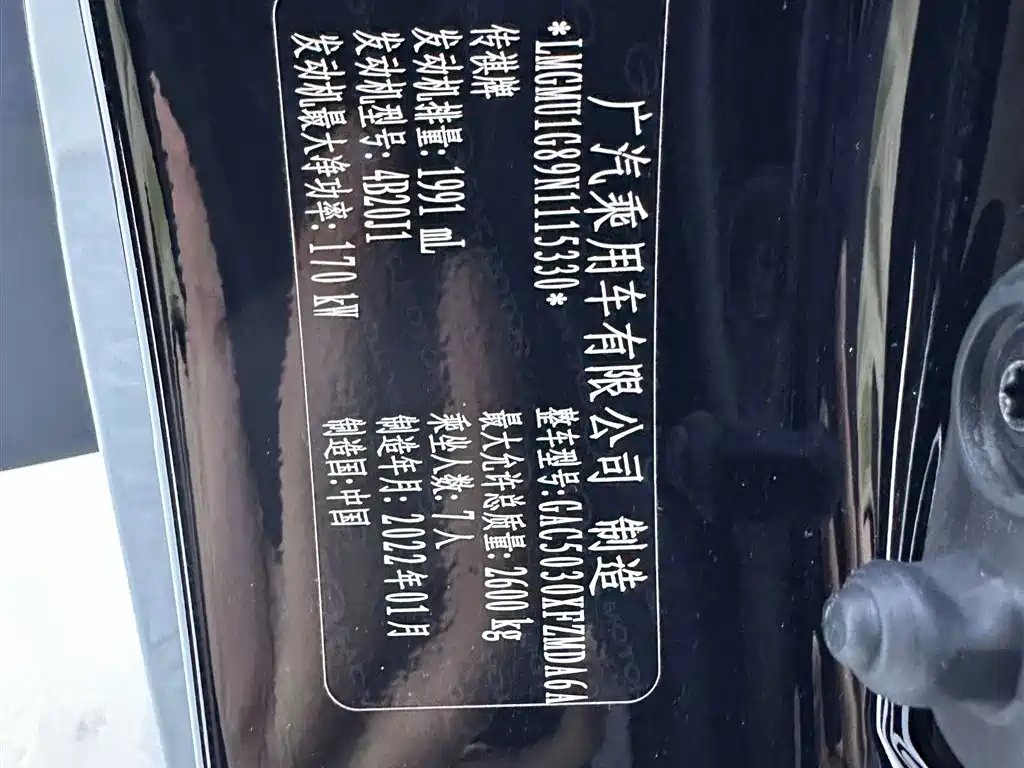 广汽乘用车有限公司 制造
*LMGMU1G89N1115330* 整车型号:GAC5030XFZMDA6A
传祺牌 最大允许总质量: 2600 kg
发动机排量: 1991 mL 乘坐人数: 7人
发动机型号: 4B20J1 制造年月: 2022年01月
发动机最大净功率: 170 kW 制造国:中国